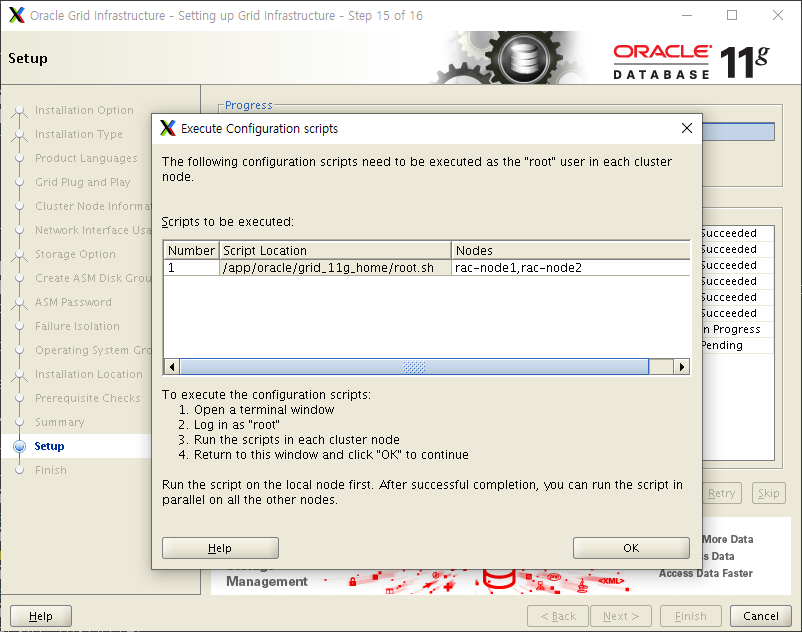 Oracle Grid Infrastructure - Setting up Grid Infrastructure - Step 15 of 16
Setup
ORACLE
DATABASE 11g
Installation Option
Installation Type
Product Languages
Grid Plug and Play
Cluster Node Informa
Network Interface Usa
Storage Option
Create ASM Disk Grou
ASM Password
Failure Isolation
Operating System Gro
Installation Location
Prerequisite Checks
Summary
Setup
Finish
Progress
Execute Configuration scripts
The following configuration scripts need to be executed as the "root" user in each cluster
node.
Scripts to be executed:
Number Script Location Nodes
1 /app/oracle/grid_11g_home/root.sh rac-node1,rac-node2
To execute the configuration scripts:
1. Open a terminal window
2. Log in as "root"
3. Run the scripts in each cluster node
4. Return to this window and click "OK" to continue
Run the script on the local node first. After successful completion, you can run the script in
parallel on all the other nodes.
Help OK
Succeeded
Succeeded
Succeeded
Succeeded
Succeeded
Succeeded
n Progress
Pending
Retry Skip
Management
<XML>
More Data
s Data
Access Data Faster
Help < Back Next > Finish Cancel